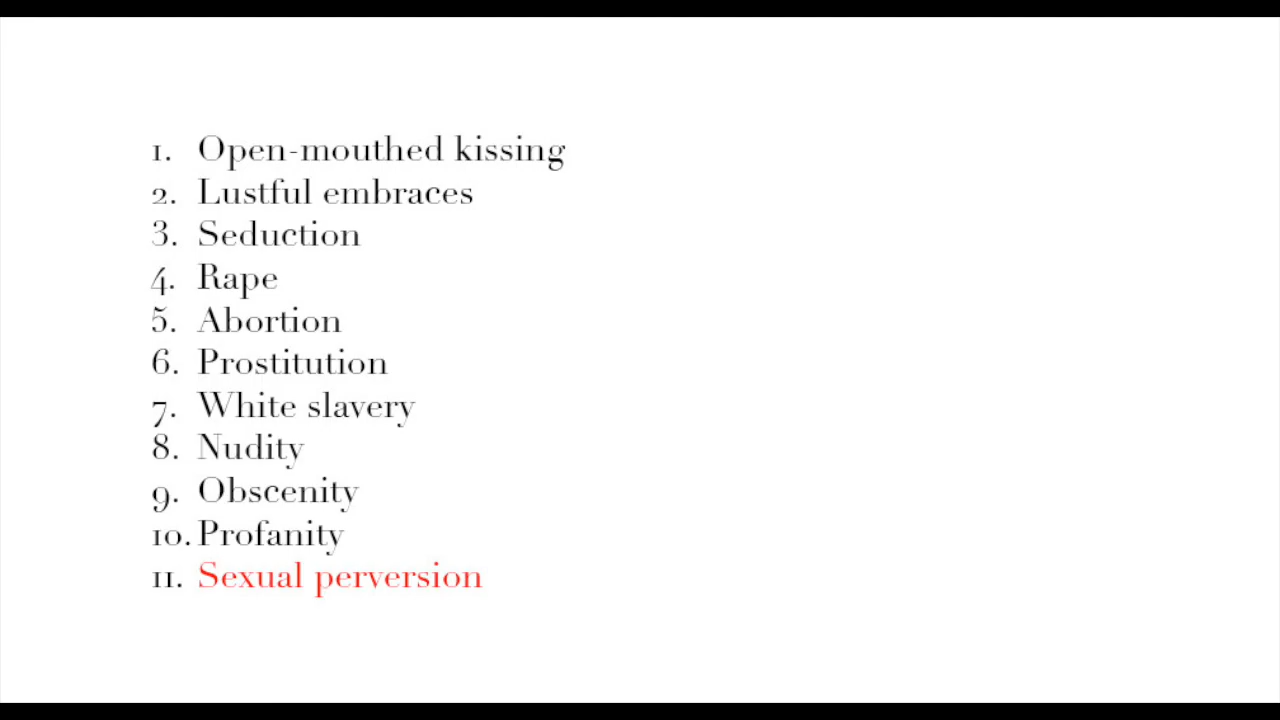 1. Open-mouthed kissing
2. Lustful embraces
3. Seduction
4. Rape
5. Abortion
6. Prostitution
7. White slavery
8. Nudity
9. Obscenity
10. Profanity
11. Sexual perversion